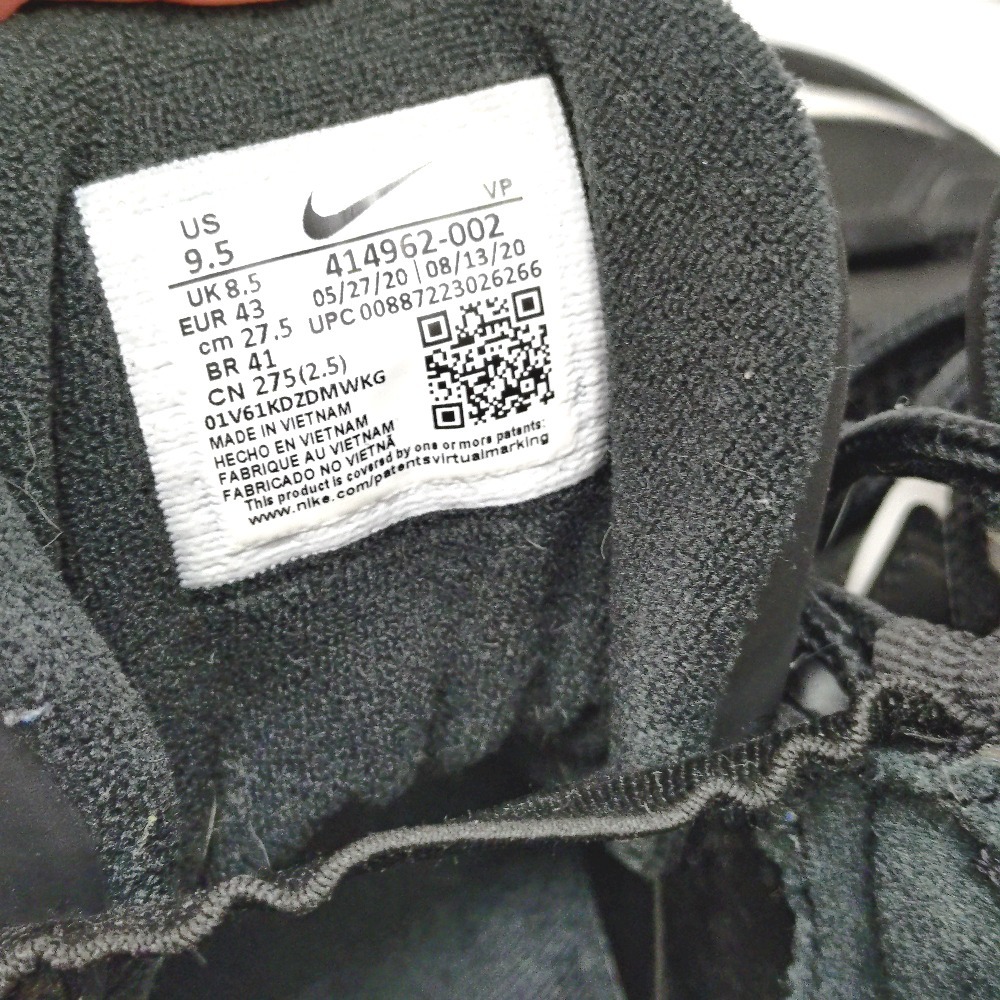 US
9.5
VP
UK 8.5
414962-002
EUR 43
05/27/20 | 08/13/20
cm 27.5
UPC 00887223026266
BR 41
CN 275(2.5)
01V61KDZDMWKG
MADE IN VIETNAM
HECHO EN VIETNAM
FABRIQUE AU VIETNAM
FABRICADO NO VIETNÃ
This product is covered by one or more patents:
www.nike.com/patentsvirtualmarking